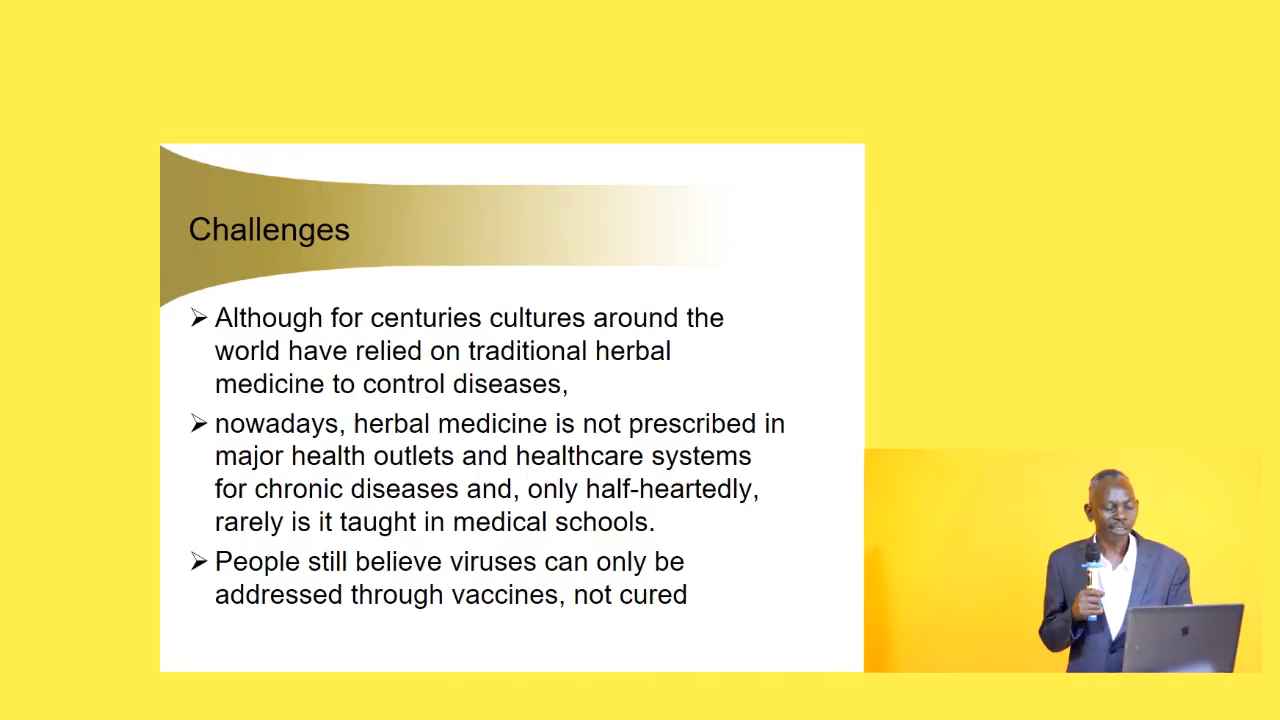 Challenges
Although for centuries cultures around the
world have relied on traditional herbal
medicine to control diseases,
nowadays, herbal medicine is not prescribed in
major health outlets and healthcare systems
for chronic diseases and, only half-heartedly,
rarely is it taught in medical schools.
People still believe viruses can only be
addressed through vaccines, not cured